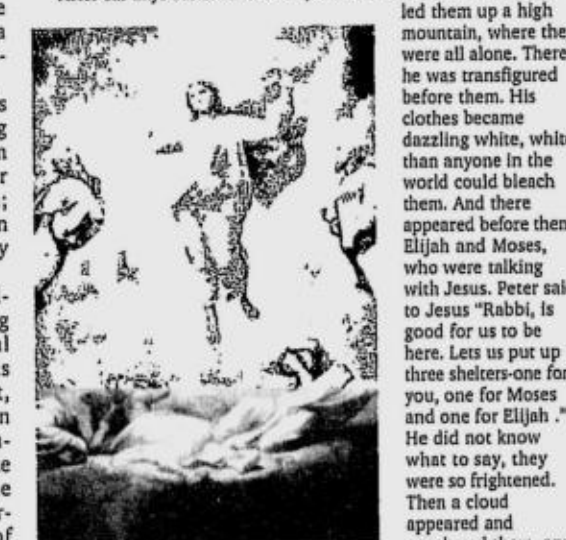 led them up a high
mountain, where the
were all alone. There
he was transfigured
before them. His
clothes became
dazzling white, white
than anyone in the
world could bleach
them. And there
appeared before them
Elijah and Moses,
who were talking
with Jesus. Peter sai
to Jesus "Rabbi, is
good for us to be
here. Lets us put up
three shelters-one for
you, one for Moses
and one for Elijah ."
He did not know
what to say, they
were so frightened.
Then a cloud
appeared and